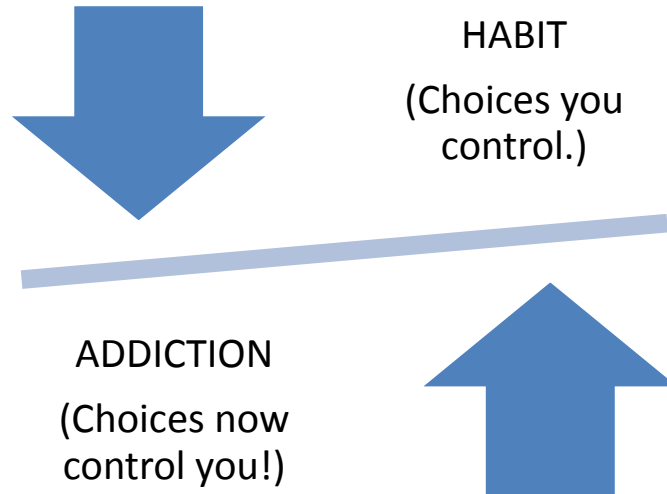 HABIT
(Choices you
control.)
ADDICTION
(Choices now
control you!)